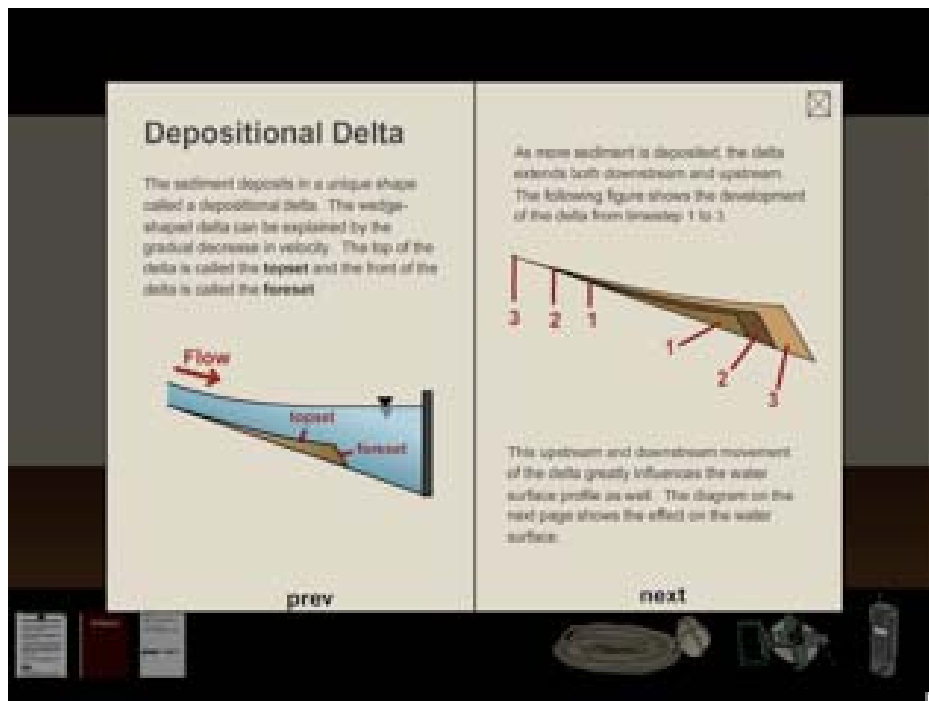 Depositional Delta
The sediment deposits in a unique shape
called a depositional delta. The wedge-
shaped delta can be explained by the
gradual decrease in velocity. The top of the
delta is called the topset and the front of the
delta is called the foreset
Flow
topset
foreset
prev
As more sediment is deposited, the delta
extends both downstream and upstream.
The following figure shows the development
of the delta from timestep 1 to 3.
3 2 1
1
2
3
This upstream and downstream movement
of the delta greatly influences the water
surface profile as well. The diagram on the
next page shows the effect on the water
surface.
next